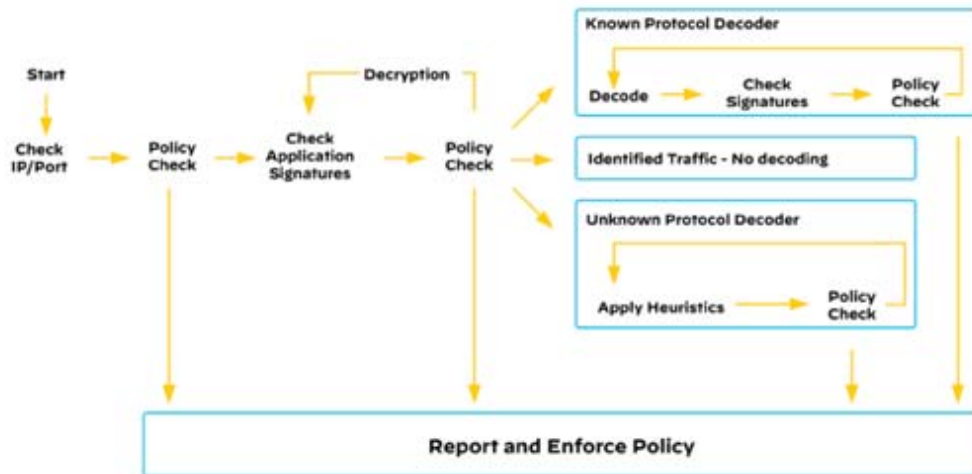 Start
Check
IP/Port
Policy
Check
Decryption
Check
Application
Signatures
Policy
Check
Known Protocol Decoder
Decode
Check
Signatures
Policy
Check
Identified Traffic - No decoding
Unknown Protocol Decoder
Apply Heuristics
Policy
Check
Report and Enforce Policy